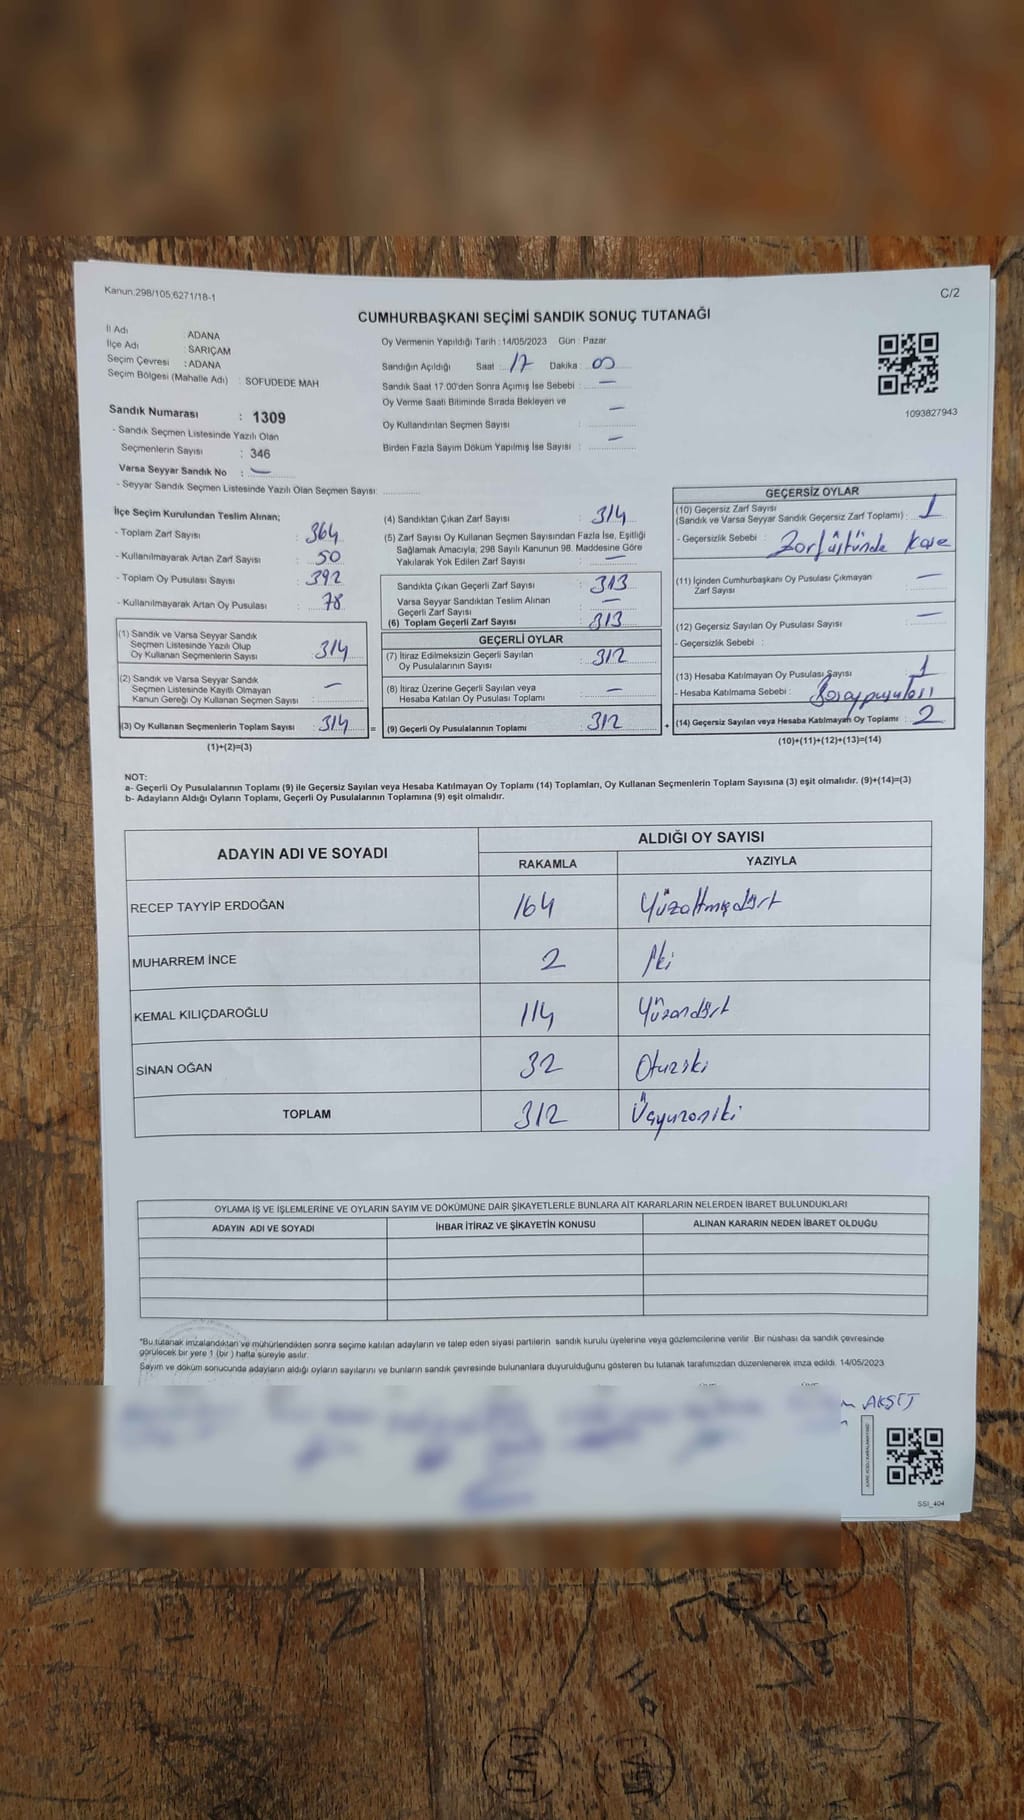 Kanun:298/105;6271/18-1
C/2
CUMHURBAŞKANI SEÇİMİ SANDIK SONUÇ TUTANAĞI
İl Adı : ADANA
İlçe Adı : SARIÇAM
Seçim Çevresi : ADANA
Seçim Bölgesi (Mahalle Adı) : SOFUDEDE MAH
Sandık Numarası : 1309
- Sandık Seçmen Listesinde Yazılı Olan
Seçmenlerin Sayısı : 346
Varsa Seyyar Sandık No : —
- Seyyar Sandık Seçmen Listesinde Yazılı Olan Seçmen Sayısı:
Oy Vermenin Yapıldığı Tarih : 14/05/2023 Gün : Pazar
Sandığın Açıldığı Saat : 17 Dakika : 00
Sandık Saat 17:00'den Sonra Açımış İse Sebebi : —
Oy Verme Saati Bitiminde Sırada Bekleyen ve
Oy Kullandırılan Seçmen Sayısı : —
Birden Fazla Sayım Döküm Yapılmış İse Sayısı : —
1093827943
İlçe Seçim Kurulundan Teslim Alınan;
- Toplam Zarf Sayısı : 364
- Kullanılmayarak Artan Zarf Sayısı : 50
- Toplam Oy Pusulası Sayısı : 392
- Kullanılmayarak Artan Oy Pusulası : 78
(1) Sandık ve Varsa Seyyar Sandık
Seçmen Listesinde Yazılı Olup
Oy Kullanan Seçmenlerin Sayısı : 314
(2) Sandık ve Varsa Seyyar Sandık
Seçmen Listesinde Kayıtlı Olmayan
Kanun Gereği Oy Kullanan Seçmen Sayısı : —
(3) Oy Kullanan Seçmenlerin Toplam Sayısı : 314 =
(1)+(2)=(3)
(4) Sandıktan Çıkan Zarf Sayısı : 314
(5) Zarf Sayısı Oy Kullanan Seçmen Sayısından Fazla İse, Eşitliği
Sağlamak Amacıyla, 298 Sayılı Kanunun 98. Maddesine Göre
Yakılarak Yok Edilen Zarf Sayısı : —
Sandıkta Çıkan Geçerli Zarf Sayısı : 313
Varsa Seyyar Sandıktan Teslim Alınan
Geçerli Zarf Sayısı : —
(6) Toplam Geçerli Zarf Sayısı : 313
GEÇERLİ OYLAR
(7) İtiraz Edilmeksizin Geçerli Sayılan
Oy Pusulalarının Sayısı : 312
(8) İtiraz Üzerine Geçerli Sayılan veya
Hesaba Katılan Oy Pusulası Toplamı : —
(9) Geçerli Oy Pusulalarının Toplamı : 312 +
GEÇERSİZ OYLAR
(10) Geçersiz Zarf Sayısı
(Sandık ve Varsa Seyyar Sandık Geçersiz Zarf Toplamı) : 1
- Geçersizlik Sebebi : Zarf üstünde
(11) İçinden Cumhurbaşkanı Oy Pusulası Çıkmayan
Zarf Sayısı : —
(12) Geçersiz Sayılan Oy Pusulası Sayısı : —
- Geçersizlik Sebebi :
(13) Hesaba Katılmayan Oy Pusulası Sayısı : 1
- Hesaba Katılmama Sebebi :
(14) Geçersiz Sayılan veya Hesaba Katılmayan Oy Toplamı : 2
(10)+(11)+(12)+(13)=(14)
NOT:
a- Geçerli Oy Pusulalarının Toplamı (9) ile Geçersiz Sayılan veya Hesaba Katılmayan Oy Toplamı (14) Toplamları, Oy Kullanan Seçmenlerin Toplam Sayısına (3) eşit olmalıdır. (9)+(14)=(3)
b- Adayların Aldığı Oyların Toplamı, Geçerli Oy Pusulalarının Toplamına (9) eşit olmalıdır.
ADAYIN ADI VE SOYADI
ALDIĞI OY SAYISI
RAKAMLA YAZIYLA
RECEP TAYYİP ERDOĞAN 164 Yüzaltmışdört
MUHARREM İNCE 2 İki
KEMAL KILIÇDAROĞLU 114 Yüzondört
SİNAN OĞAN 32 Otuziki
TOPLAM 312 Üçyüzoniki
OYLAMA İŞ VE İŞLEMLERİNE VE OYLARIN SAYIM VE DÖKÜMÜNE DAİR ŞİKAYETLERLE BUNLARA AİT KARARLARIN NELERDEN İBARET BULUNDUKLARI
ADAYIN ADI VE SOYADI İHBAR İTİRAZ VE ŞİKAYETİN KONUSU ALINAN KARARIN NEDEN İBARET OLDUĞU
"Bu tutanak imzalandıktan ve mühürlendikten sonra seçime katılan adayların ve talep eden siyasi partilerin sandık kurulu üyelerine veya gözlemcilerine verilir. Bir nüshası da sandık çevresinde
görülecek bir yere 1 (bir) hafta süreyle asılır.
Sayım ve döküm sonucunda adayların aldığı oyların sayılarını ve bunların sandık çevresinde bulunanlara duyurulduğunu gösteren bu tutanak tarafımızdan düzenlenerek imza edildi. 14/05/2023
SSI_404
EVET
EVET